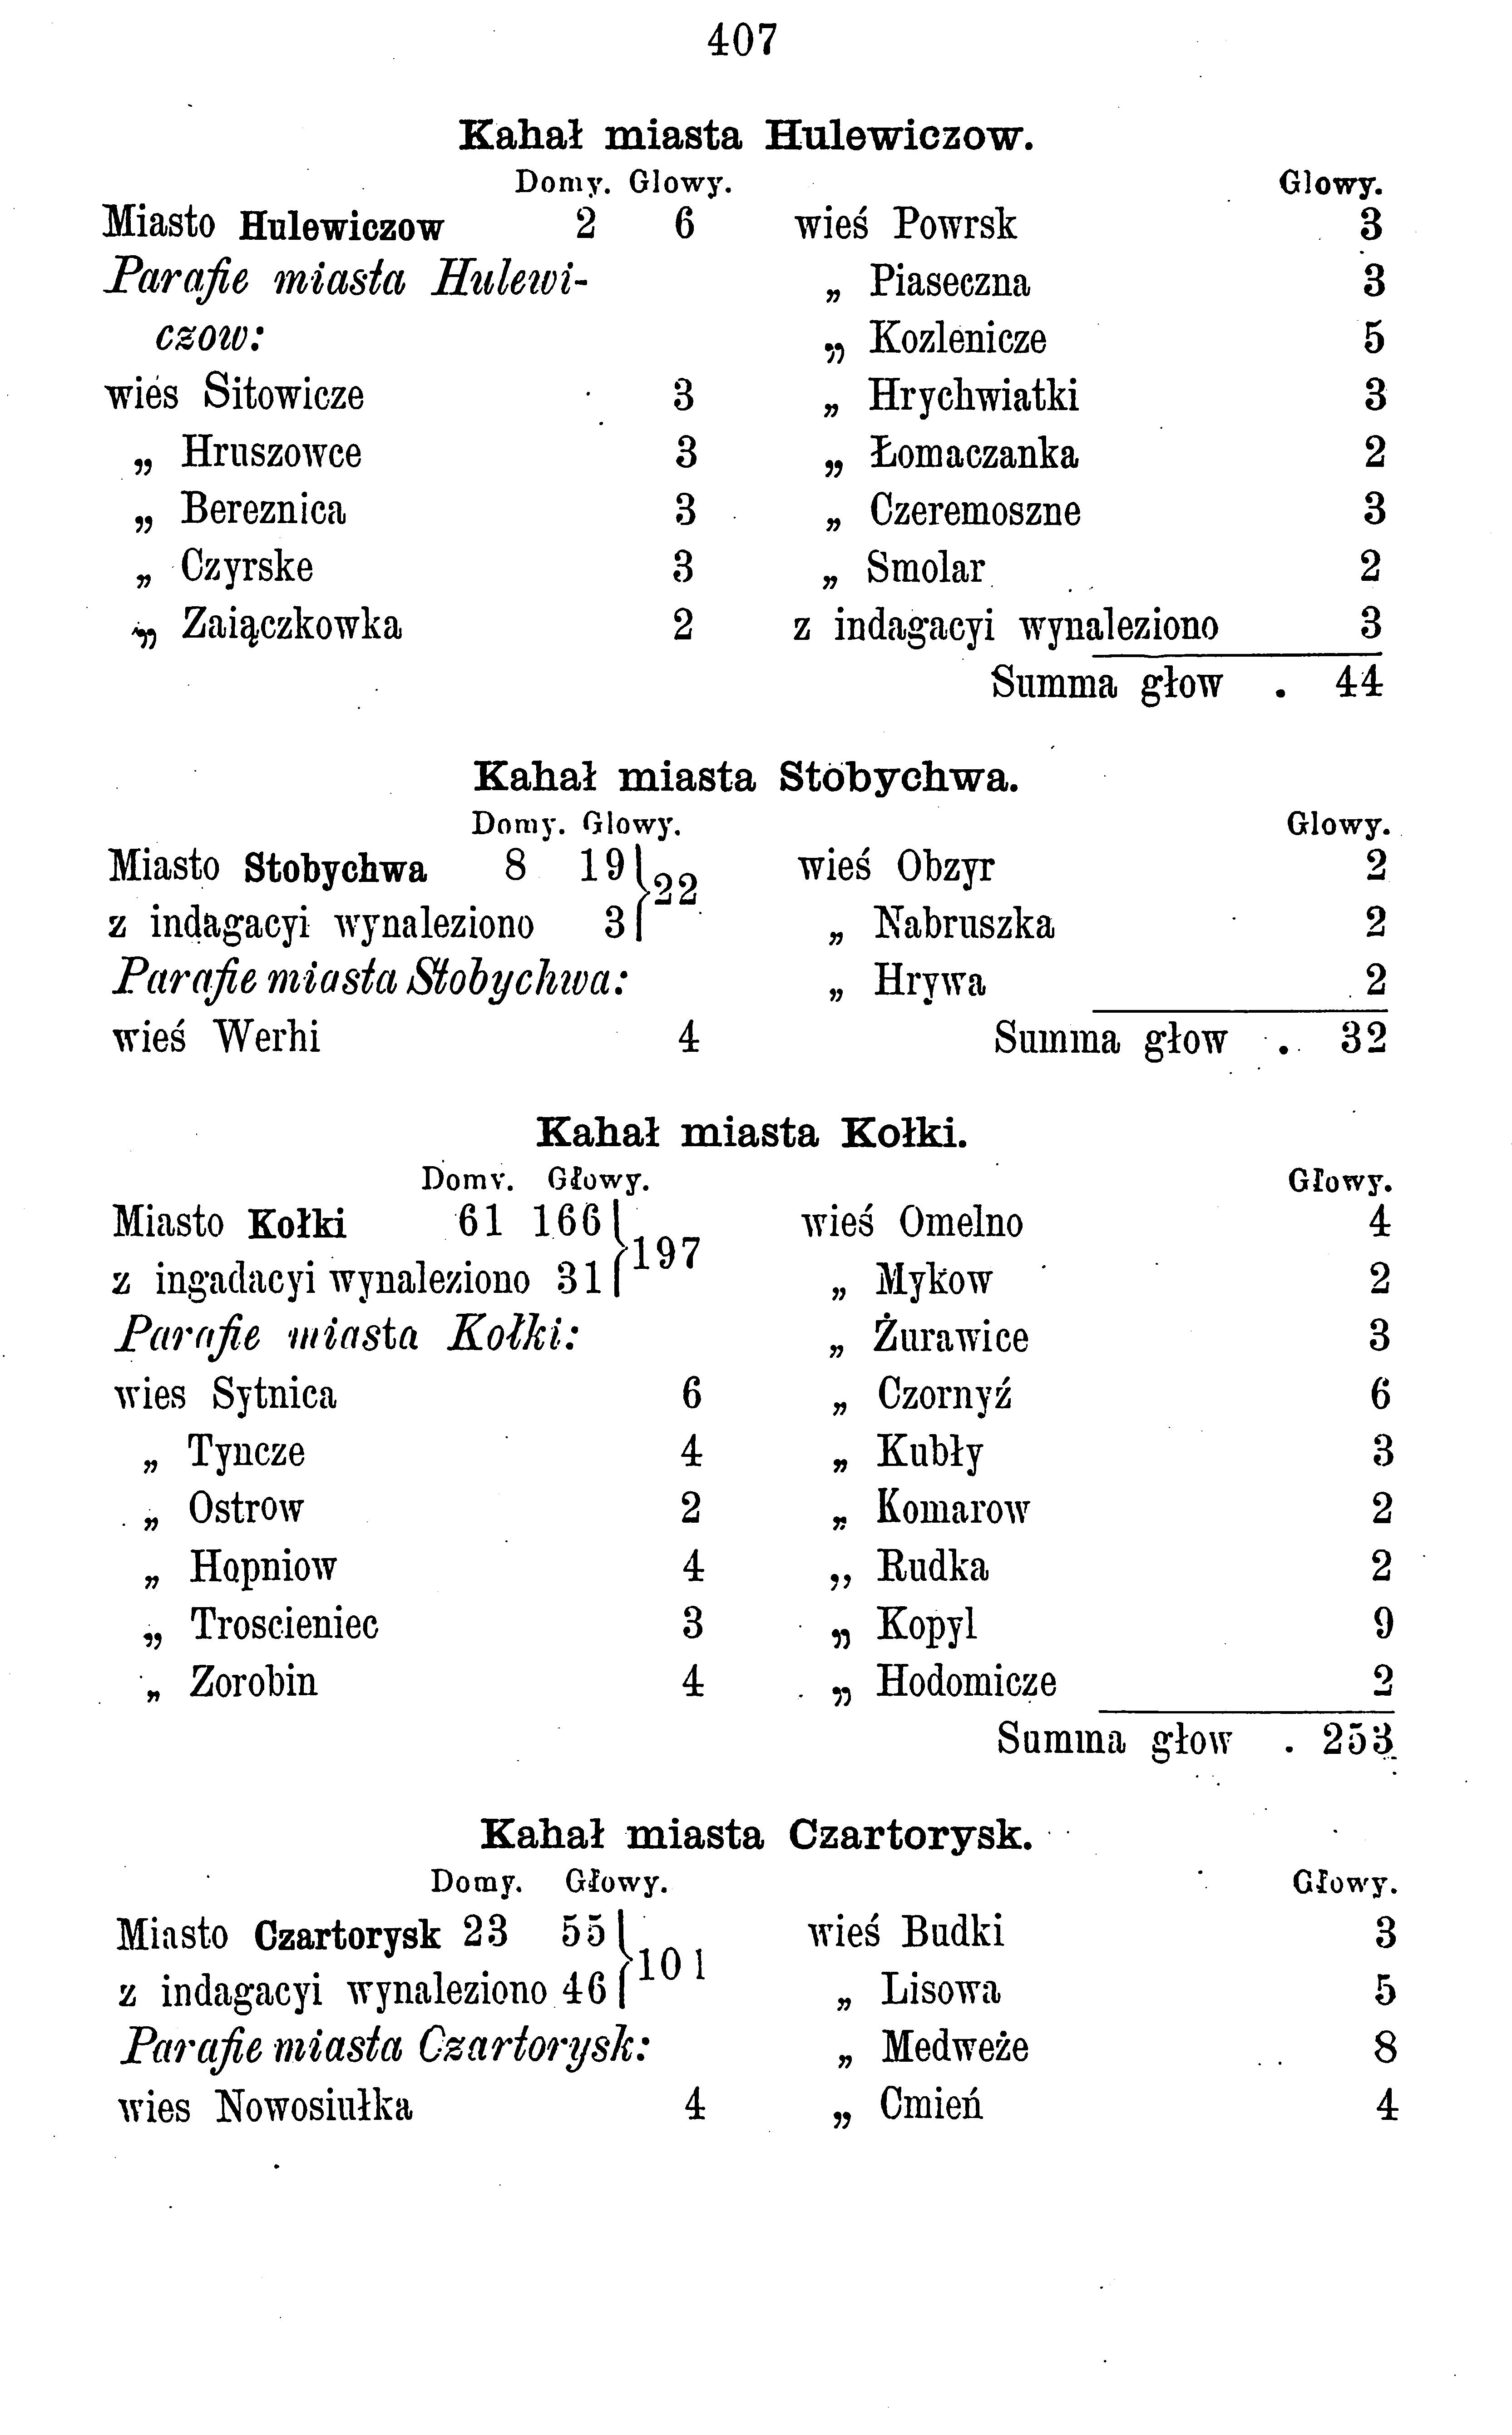 407
Kahał miasta Hulewiczow.
Domy. Glowy.
Miasto Hulewiczow 2 6
Parafie miasta Hulewi-
czow:
wiés Sitowicze 3
„ Hruszowce 3
„ Bereznica 3
„ Czyrske 3
„ Zaiączkowka 2
Glowy.
wieś Powrsk 3
„ Piaseczna 3
„ Kozlenicze 5
„ Hrychwiatki 3
„ Łomaczanka 2
„ Czeremoszne 3
„ Smolar 2
z indagacyi wynaleziono 3
Summa głow . 44
Kahał miasta Stobychwa.
Domy. Glowy.
Miasto Stobychwa 8 19
z indagacyi wynaleziono 3
22
Parafie miasta Stobychwa:
wieś Werhi 4
Glowy.
wieś Obzyr 2
„ Nabruszka 2
„ Hrywa 2
Summa głow . 32
Kahał miasta Kołki.
Domy. Głowy.
Miasto Kołki 61 166
z ingadacyi wynaleziono 31
197
Parafie miasta Kołki:
wies Sytnica 6
„ Tyncze 4
„ Ostrow 2
„ Hopniow 4
„ Troscieniec 3
„ Zorobin 4
Głowy.
wieś Omelno 4
„ Mykow 2
„ Żurawice 3
„ Czornyź 6
„ Kubły 3
„ Komarow 2
,, Rudka 2
„ Kopyl 9
„ Hodomicze 2
Summa głow . 253
Kahał miasta Czartorysk.
Domy. Głowy.
Miasto Czartorysk 23 55
z indagacyi wynaleziono 46
101
Parafie miasta Czartorysk:
wies Nowosiułka 4
Głowy.
wieś Budki 3
„ Lisowa 5
„ Medweże 8
„ Cmień 4